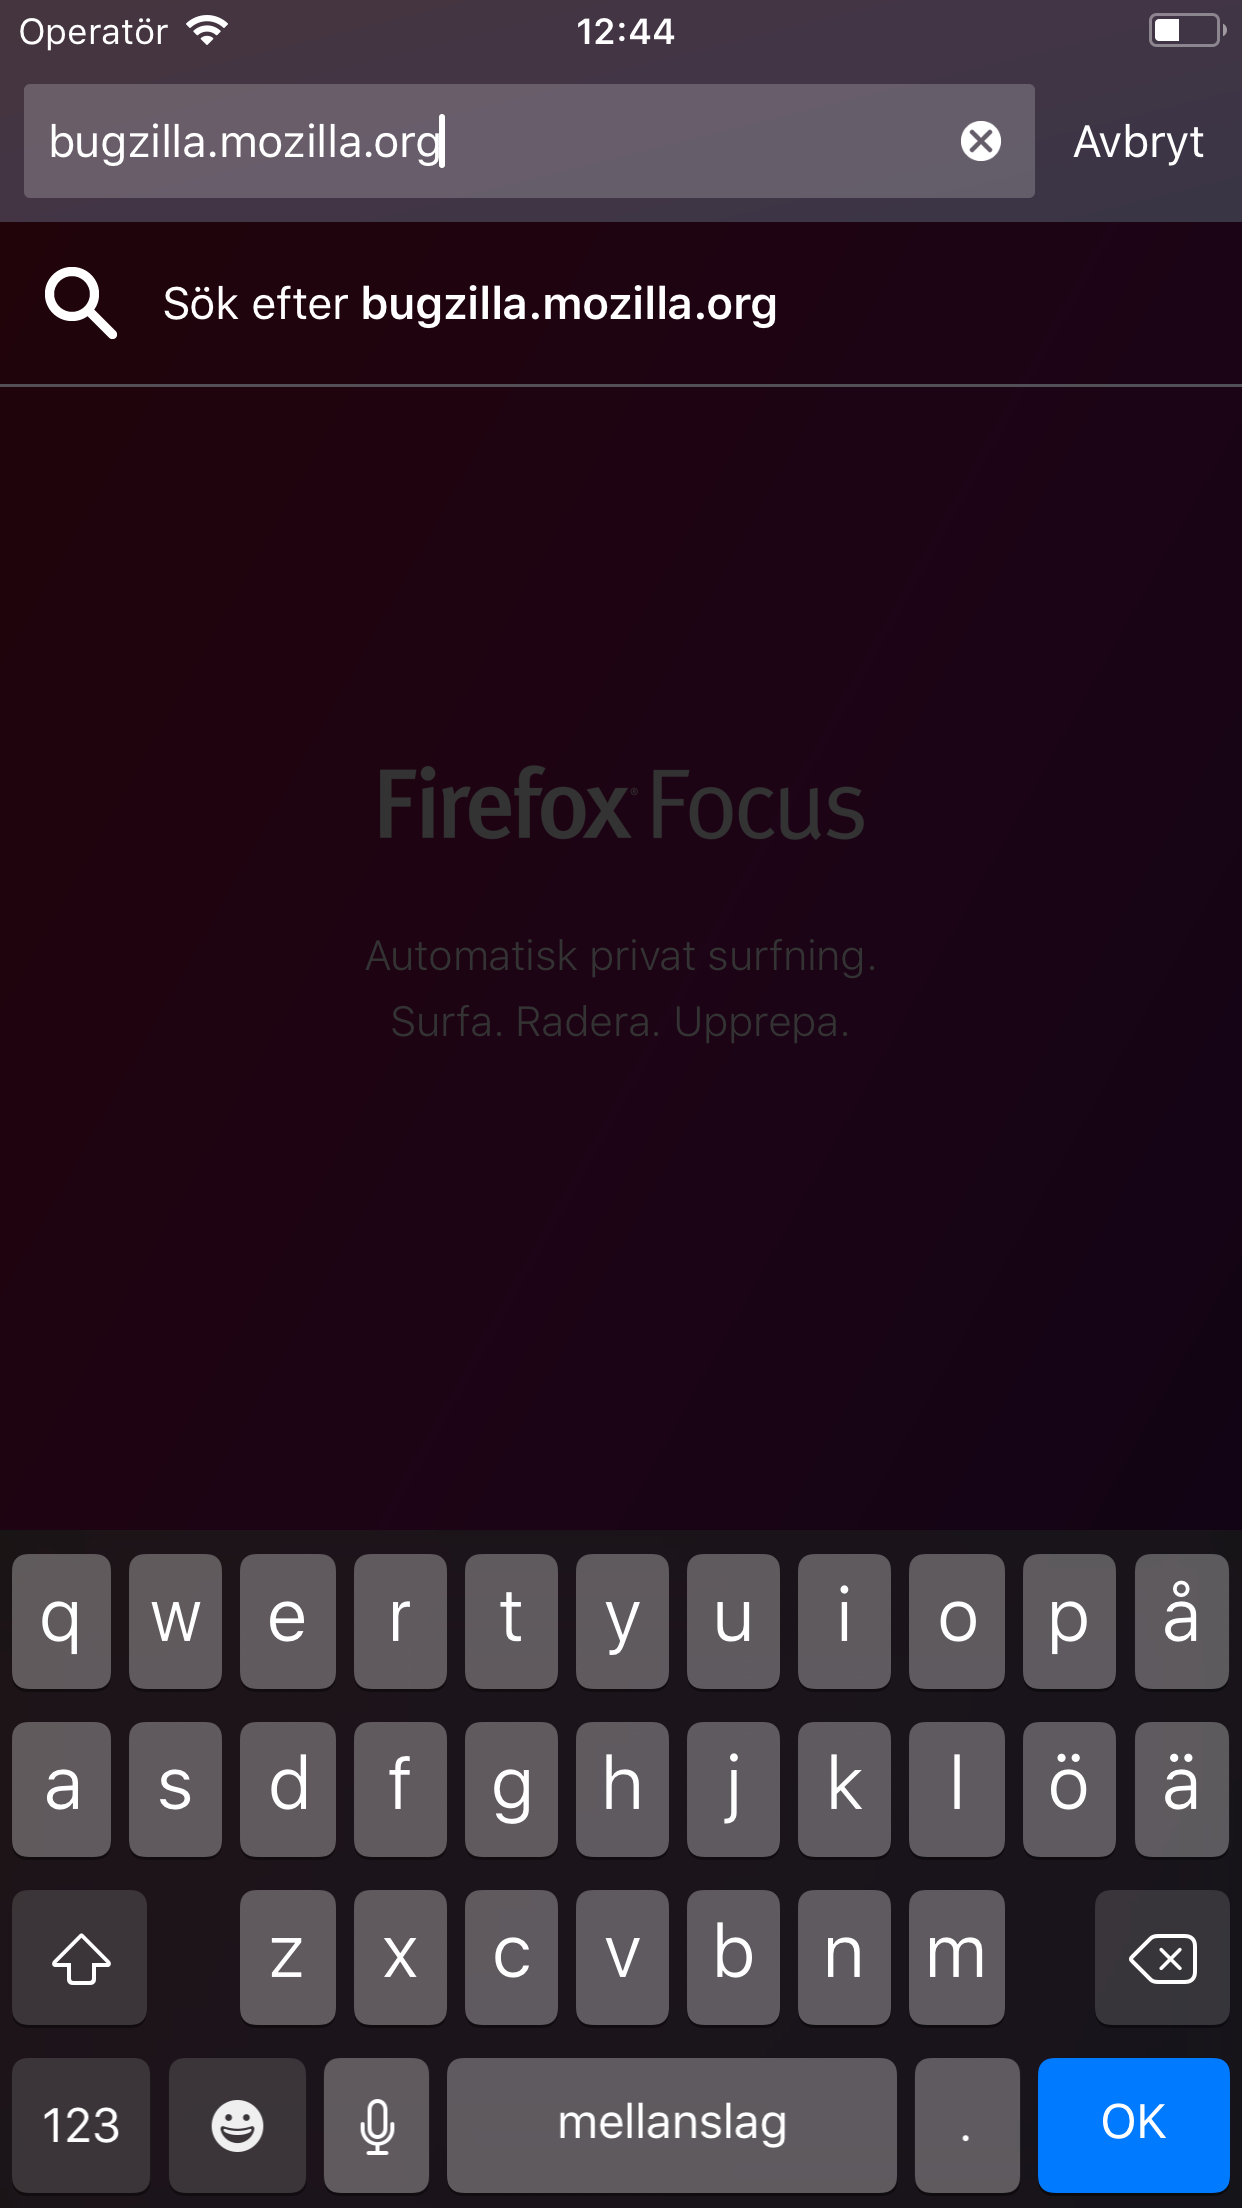 Operatör 12:44
bugzilla.mozilla.org Avbryt
Sök efter bugzilla.mozilla.org
Firefox® Focus
Automatisk privat surfning.
Surfa. Radera. Upprepa.
q w e r t y u i o p å
a s d f g h j k l ö ä
z x c v b n m
123 mellanslag . OK